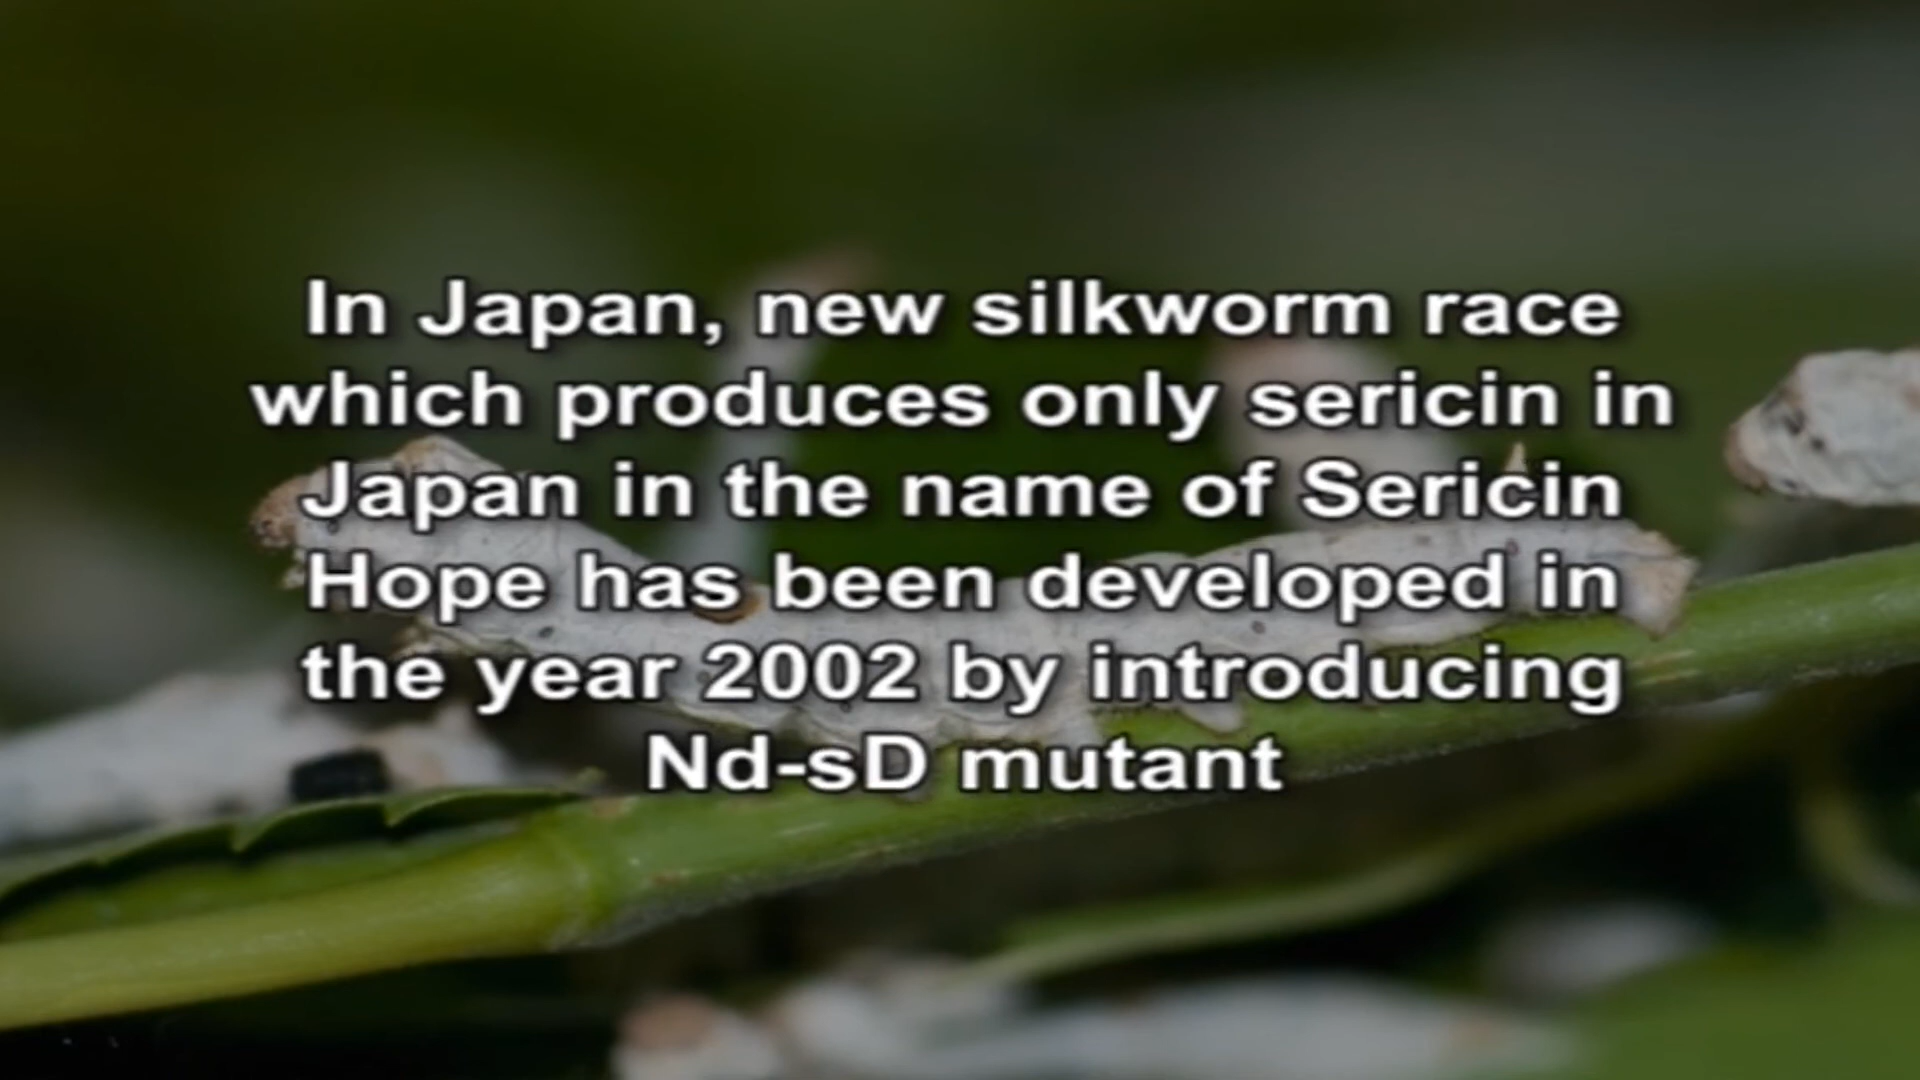 In Japan, new silkworm race
which produces only sericin in
Japan in the name of Sericin
Hope has been developed in
the year 2002 by introducing
Nd-sD mutant